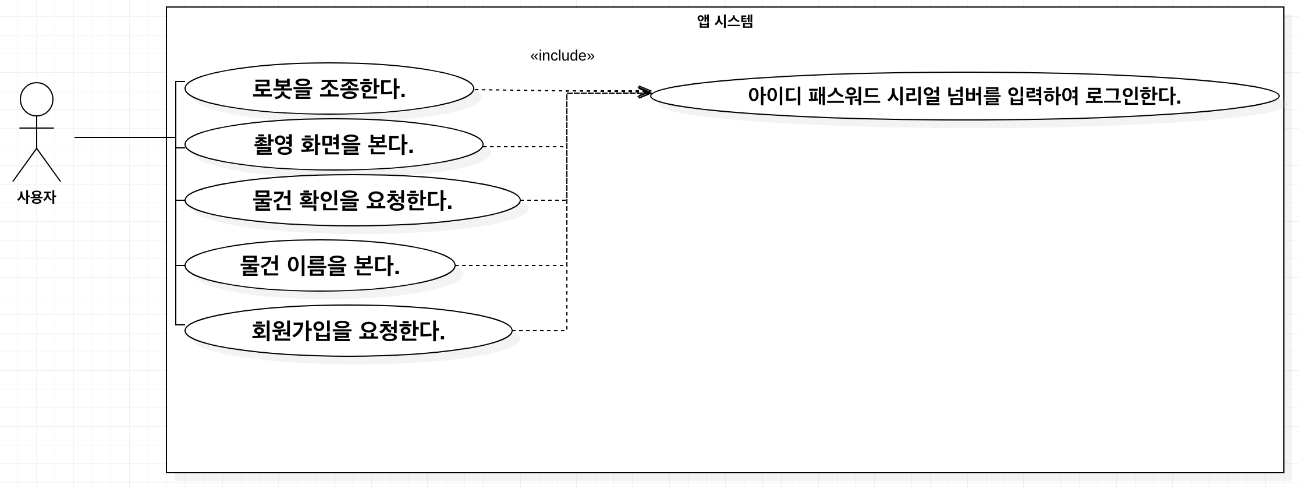 앱 시스템
«include»
로봇을 조종한다.
아이디 패스워드 시리얼 넘버를 입력하여 로그인한다.
촬영 화면을 본다.
물건 확인을 요청한다.
사용자
물건 이름을 본다.
회원가입을 요청한다.